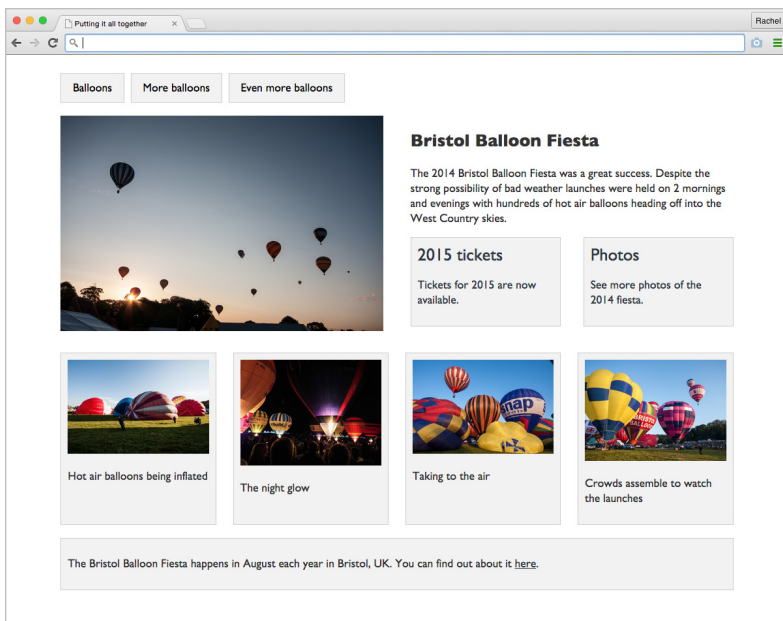 Putting it all together
Rachel
Balloons
More balloons
Even more balloons
Bristol Balloon Fiesta
The 2014 Bristol Balloon Fiesta was a great success. Despite the
strong possibility of bad weather launches were held on 2 mornings
and evenings with hundreds of hot air balloons heading off into the
West Country skies.
2015 tickets
Tickets for 2015 are now
available.
Photos
See more photos of the
2014 fiesta.
snap
BRISTO
BALLOO
Hot air balloons being inflated
The night glow
Taking to the air
Crowds assemble to watch
the launches
The Bristol Balloon Fiesta happens in August each year in Bristol, UK. You can find out about it here.